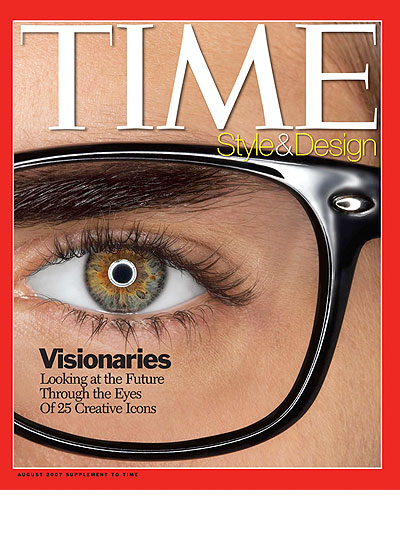 TIME
Style&Design
Visionaries
Looking at the Future
Through the Eyes
Of 25 Creative Icons
AUGUST 2007 SUPPLEMENT TO TIME